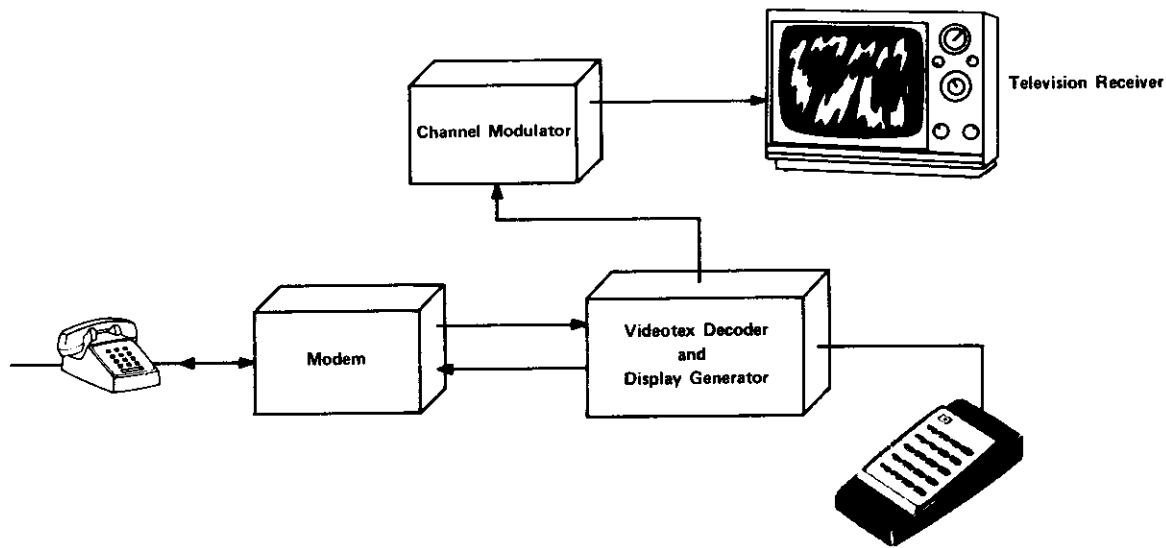 Television Receiver
Channel Modulator
Modem
Videotex Decoder
and
Display Generator